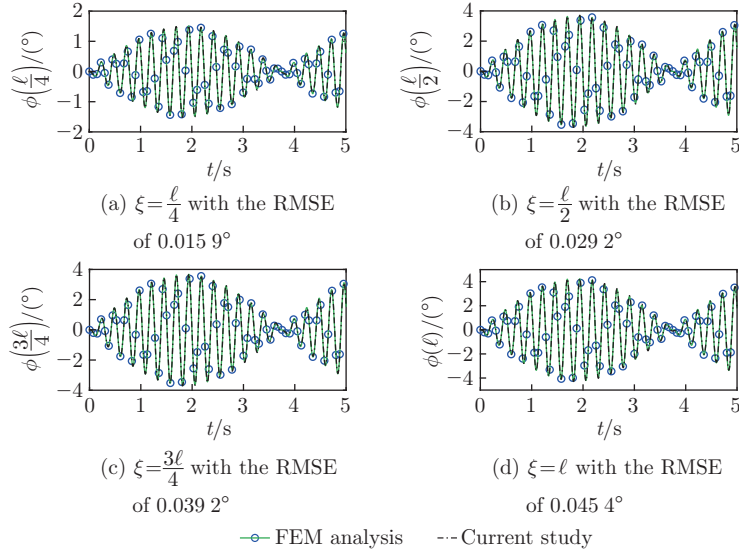 2
1
0
−1
−2
ϕ(ℓ/4)/(°)
0 1 2 3 4 5
t/s
(a) ξ=ℓ/4 with the RMSE
of 0.015 9°
4
2
0
−2
−4
ϕ(ℓ/2)/(°)
0 1 2 3 4 5
t/s
(b) ξ=ℓ/2 with the RMSE
of 0.029 2°
4
2
0
−2
−4
ϕ(3ℓ/4)/(°)
0 1 2 3 4 5
t/s
(c) ξ=3ℓ/4 with the RMSE
of 0.039 2°
4
2
0
−2
−4
ϕ(ℓ)/(°)
0 1 2 3 4 5
t/s
(d) ξ=ℓ with the RMSE
of 0.045 4°
FEM analysis Current study